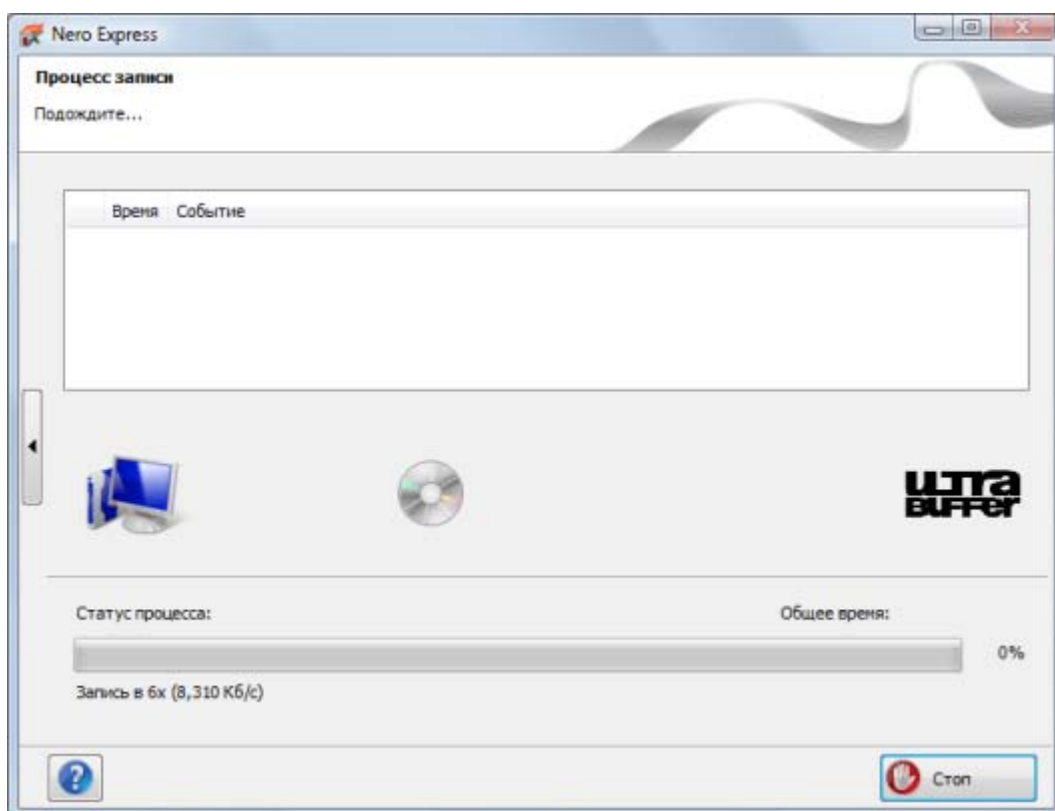 Nero Express
Процесс записи
Подождите...
Время Событие
ULTRA
BUFFER
Статус процесса: Общее время:
0%
Запись в 6x (8,310 Кб/с)
? Стоп